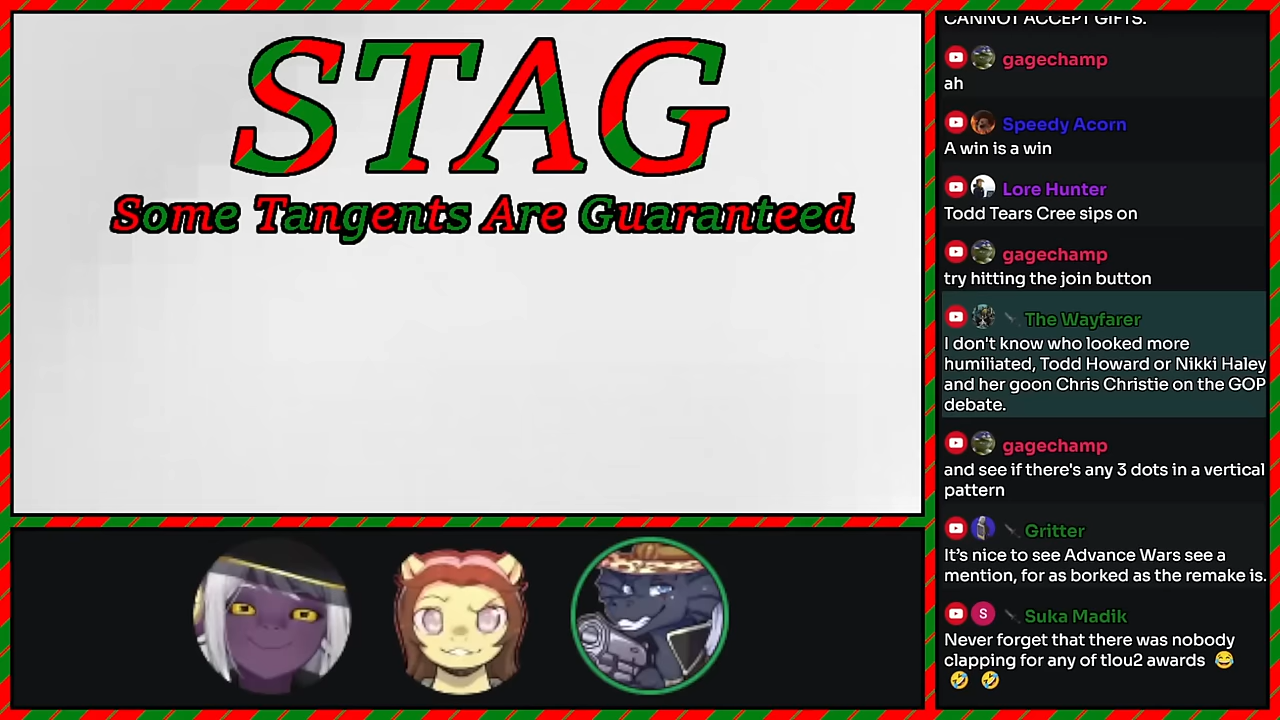 STAG
Some Tangents Are Guaranteed
CANNOT ACCEPT GIFTS.
gagechamp
ah
Speedy Acorn
A win is a win
Lore Hunter
Todd Tears Cree sips on
gagechamp
try hitting the join button
The Wayfarer
I don't know who looked more
humiliated, Todd Howard or Nikki Haley
and her goon Chris Christie on the GOP
debate.
gagechamp
and see if there's any 3 dots in a vertical
pattern
Gritter
It's nice to see Advance Wars see a
mention, for as borked as the remake is.
S
Suka Madik
Never forget that there was nobody
clapping for any of tlou2 awards 😂
🤣 🤣